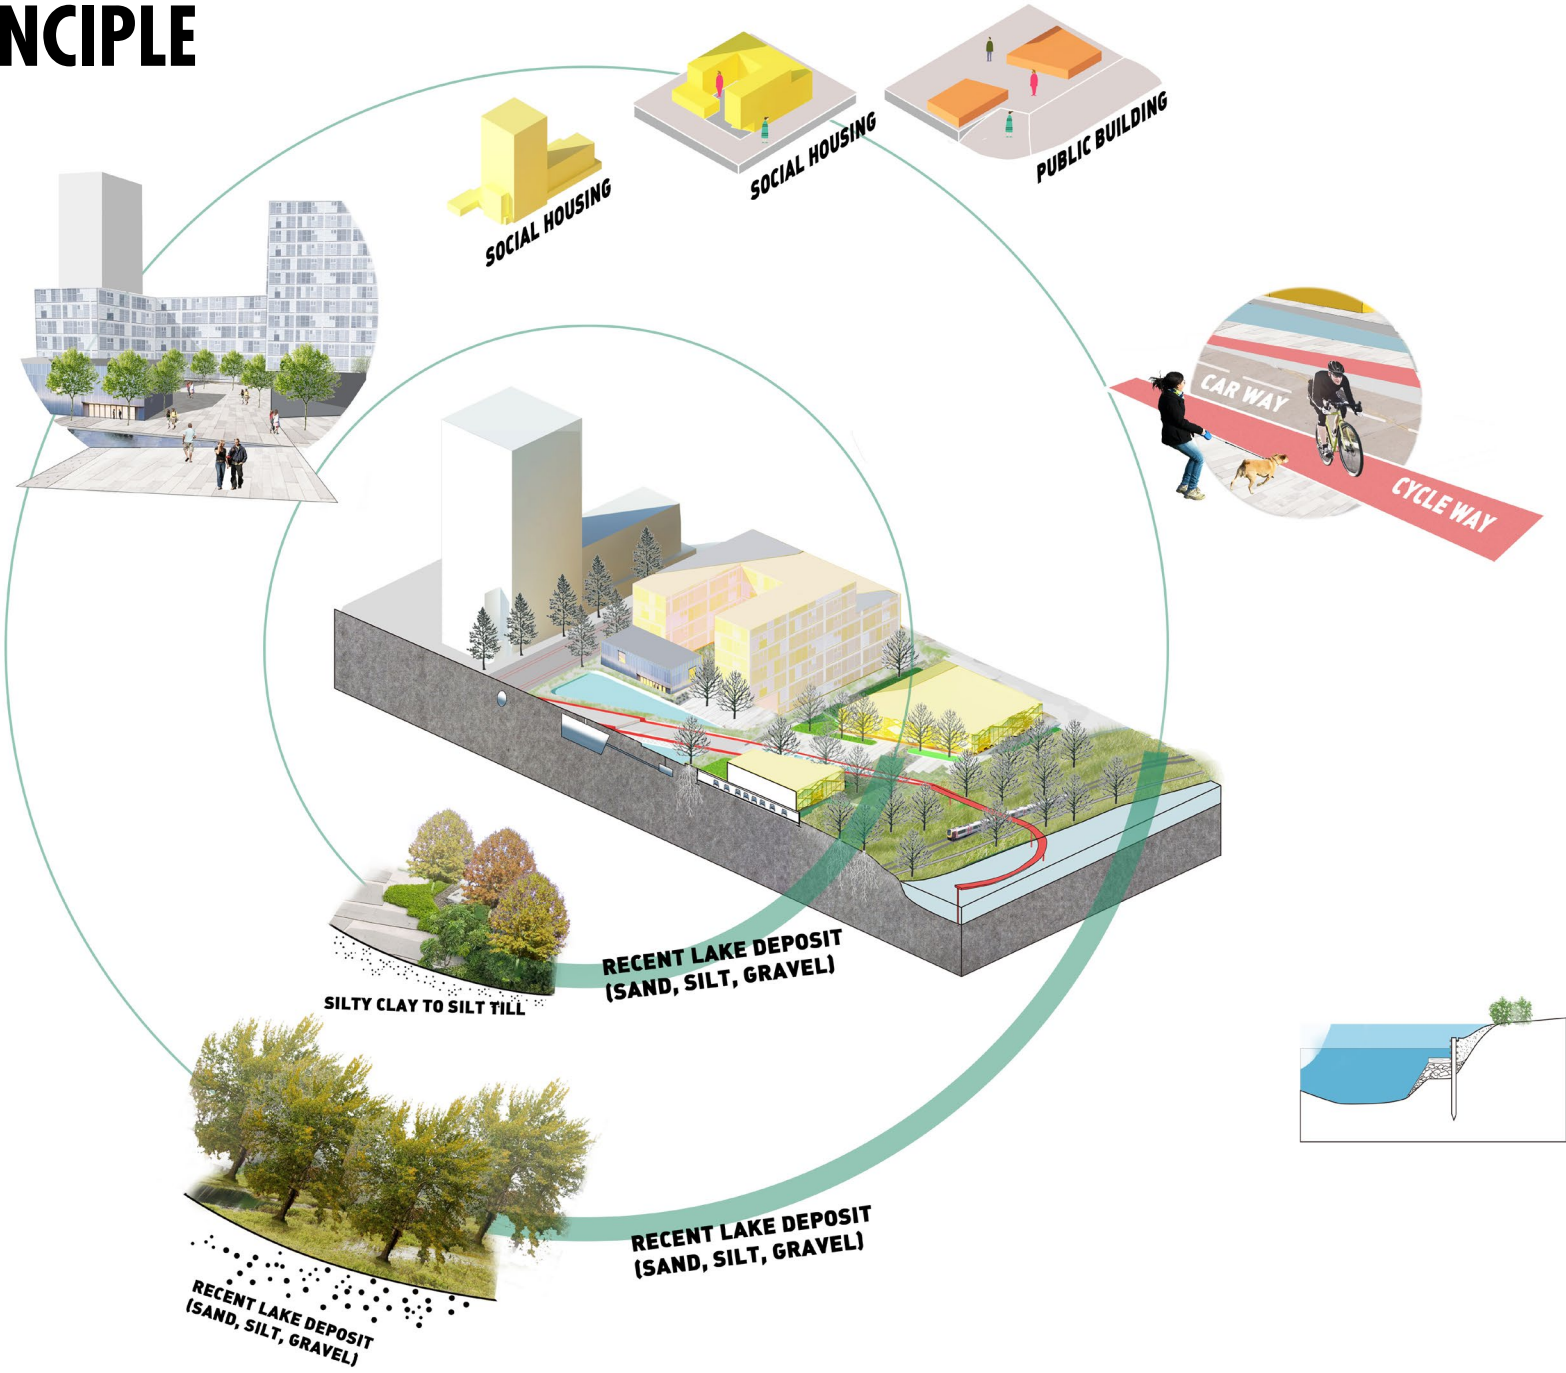 NCIPLE
SOCIAL HOUSING
SOCIAL HOUSING
PUBLIC BUILDING
CAR WAY
CYCLE WAY
RECENT LAKE DEPOSIT
(SAND, SILT, GRAVEL)
SILTY CLAY TO SILT TILL
RECENT LAKE DEPOSIT
(SAND, SILT, GRAVEL)
RECENT LAKE DEPOSIT
(SAND, SILT, GRAVEL)